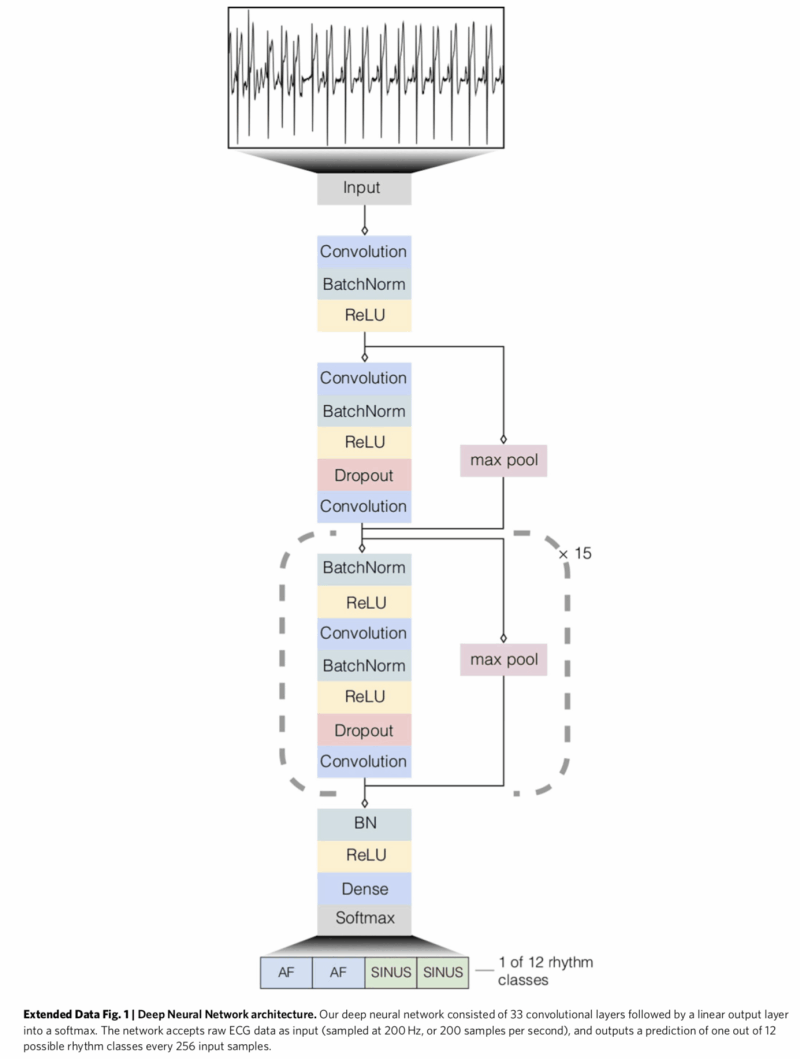 Input
Convolution
BatchNorm
ReLU
Convolution
BatchNorm
ReLU
Dropout
Convolution
max pool
× 15
BatchNorm
ReLU
Convolution
BatchNorm
ReLU
Dropout
Convolution
max pool
BN
ReLU
Dense
Softmax
AF AF SINUS SINUS
1 of 12 rhythm
classes
Extended Data Fig. 1 | Deep Neural Network architecture. Our deep neural network consisted of 33 convolutional layers followed by a linear output layer
into a softmax. The network accepts raw ECG data as input (sampled at 200 Hz, or 200 samples per second), and outputs a prediction of one out of 12
possible rhythm classes every 256 input samples.